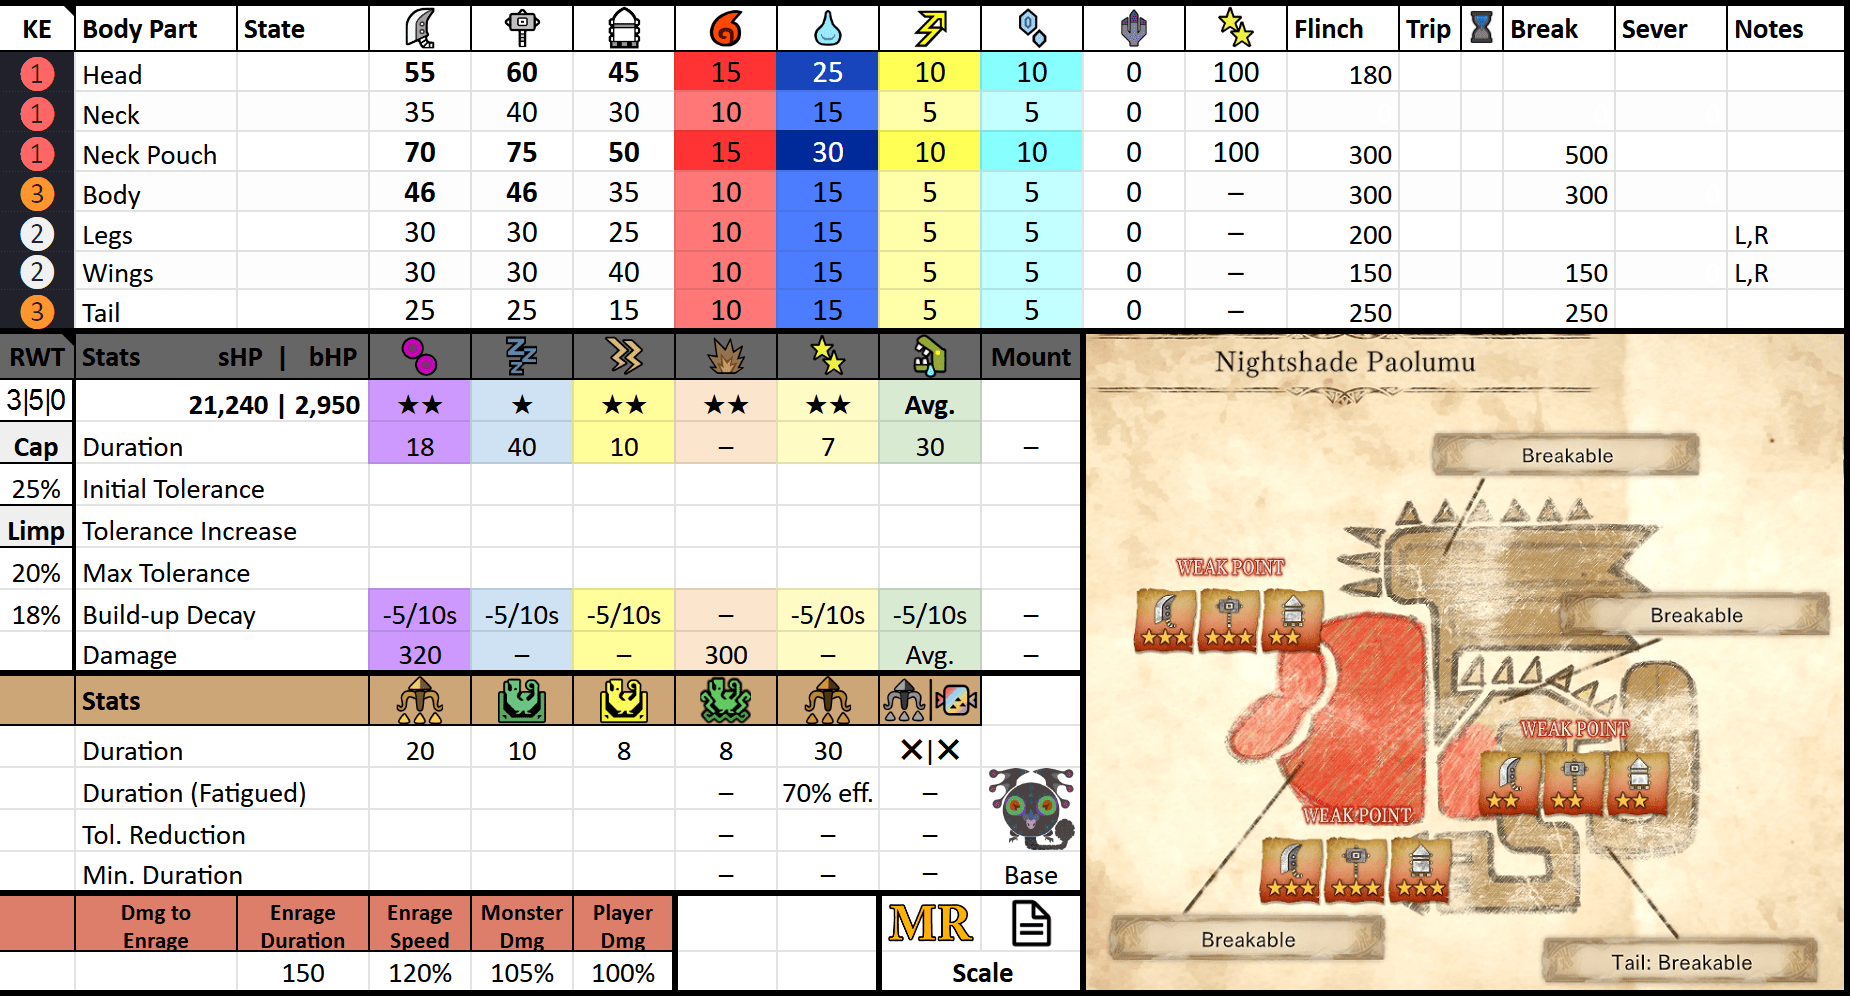 KE Body Part State Flinch Trip Break Sever Notes
1 Head 55 60 45 15 25 10 10 0 100 180
1 Neck 35 40 30 10 15 5 5 0 100
1 Neck Pouch 70 75 50 15 30 10 10 0 100 300 500
3 Body 46 46 35 10 15 5 5 0 – 300 300
2 Legs 30 30 25 10 15 5 5 0 – 200 L,R
2 Wings 30 30 40 10 15 5 5 0 – 150 150 L,R
3 Tail 25 25 15 10 15 5 5 0 – 250 250
RWT Stats sHP | bHP Mount
3|5|0 21,240 | 2,950 ★★ ★ ★★ ★★ ★★ Avg.
Cap Duration 18 40 10 – 7 30 –
25% Initial Tolerance
Limp Tolerance Increase
20% Max Tolerance
18% Build-up Decay -5/10s -5/10s -5/10s – -5/10s -5/10s –
Damage 320 – – 300 – Avg. –
Stats
Duration 20 10 8 8 30 ✕|✕
Duration (Fatigued) – 70% eff. –
Tol. Reduction – – –
Min. Duration – – – Base
Dmg to Enrage Enrage Duration Enrage Speed Monster Dmg Player Dmg MR
150 120% 105% 100% Scale
Nightshade Paolumu
Breakable
WEAK POINT
Breakable
WEAK POINT
WEAK POINT
Breakable
Tail: Breakable